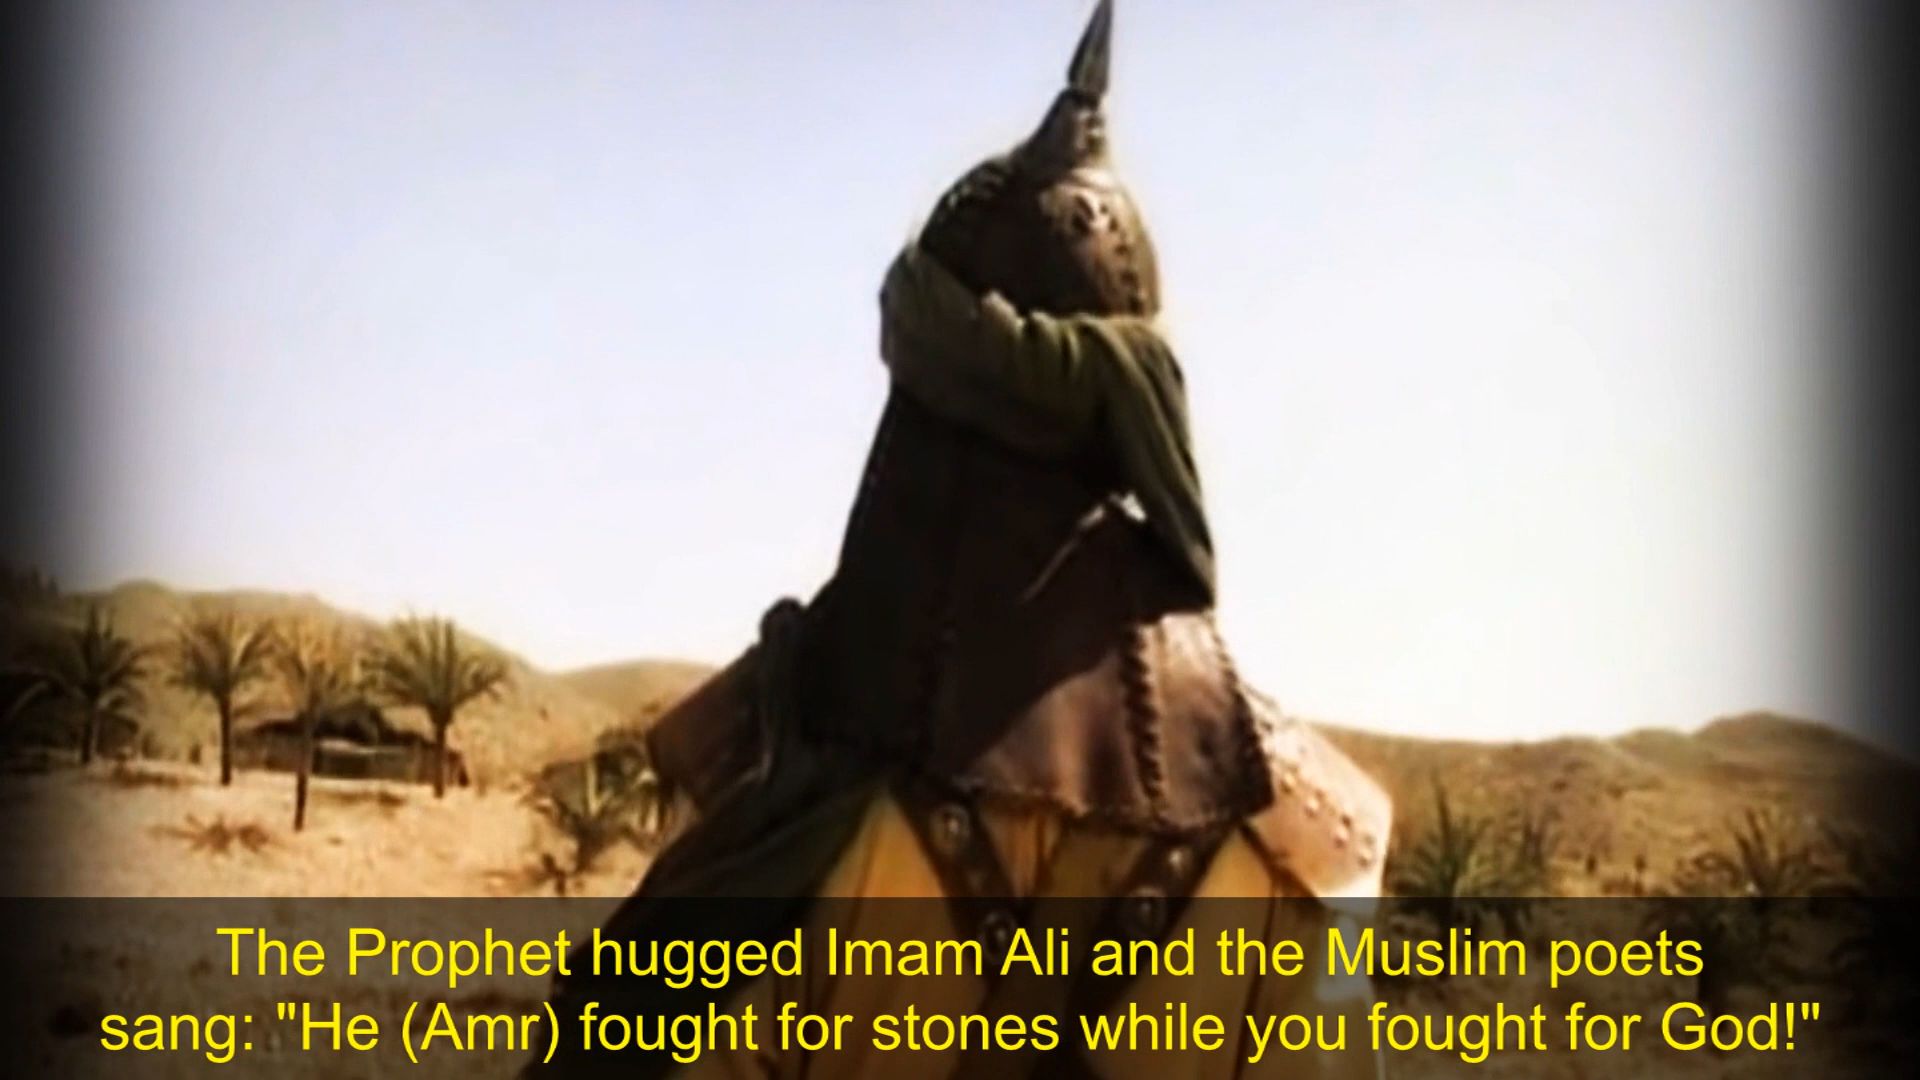 The Prophet hugged Imam Ali and the Muslim poets
sang: "He (Amr) fought for stones while you fought for God!"